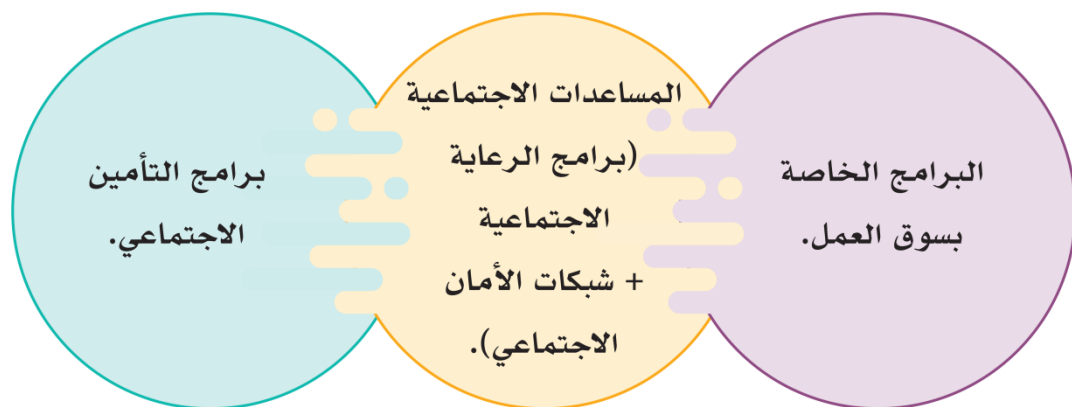 البرامج الخاصة
بسوق العمل.
المساعدات الاجتماعية
(برامج الرعاية
الاجتماعية
+ شبكات الأمان
الاجتماعي).
برامج التأمين
الاجتماعي.